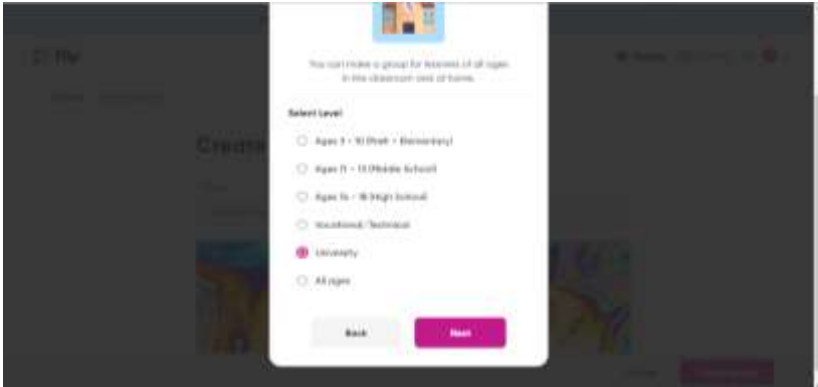 You can make a group for learners of all ages
in the classroom and at home.
Select Level
Ages 3 - 10 (PreK - Elementary)
Ages 11 - 13 (Middle School)
Ages 14 - 18 (High School)
Vocational/Technical
University
All ages
Back
Next
Create